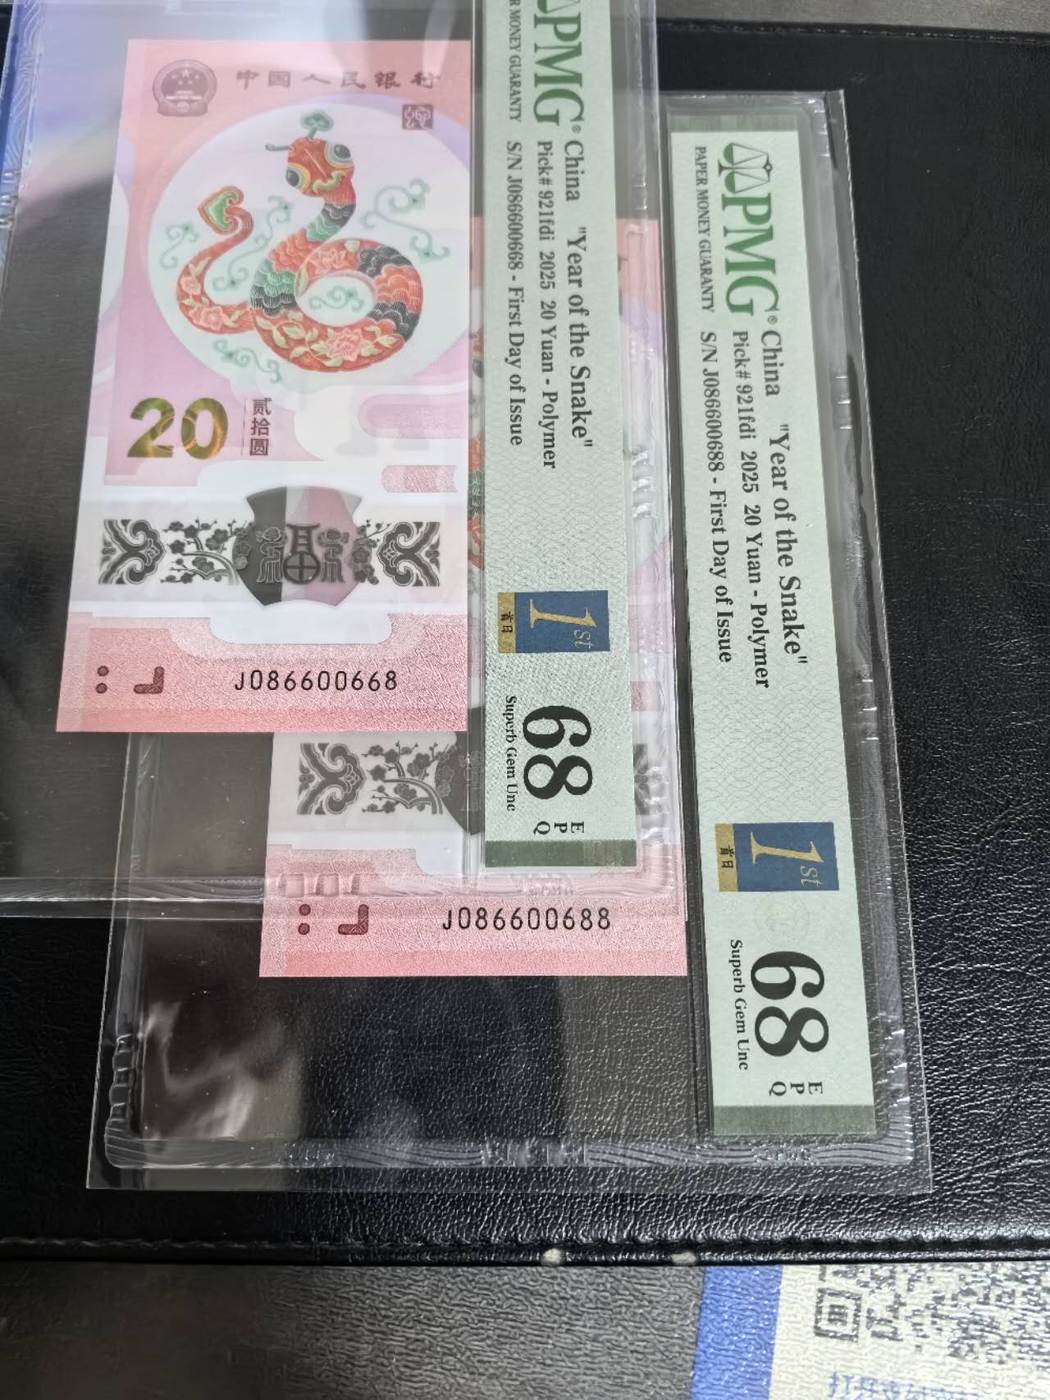 中国人民银行
20
贰拾圆
J086600668
PMG®
PAPER MONEY GUARANTY
China "Year of the Snake"
Pick# 921fdi 2025 20 Yuan - Polymer
S/N J086600668 - First Day of Issue
1st
首日
68
EPQ
Superb Gem Unc
J086600688
PMG®
PAPER MONEY GUARANTY
China "Year of the Snake"
Pick# 921fdi 2025 20 Yuan - Polymer
S/N J086600688 - First Day of Issue
1st
首日
68
EPQ
Superb Gem Unc